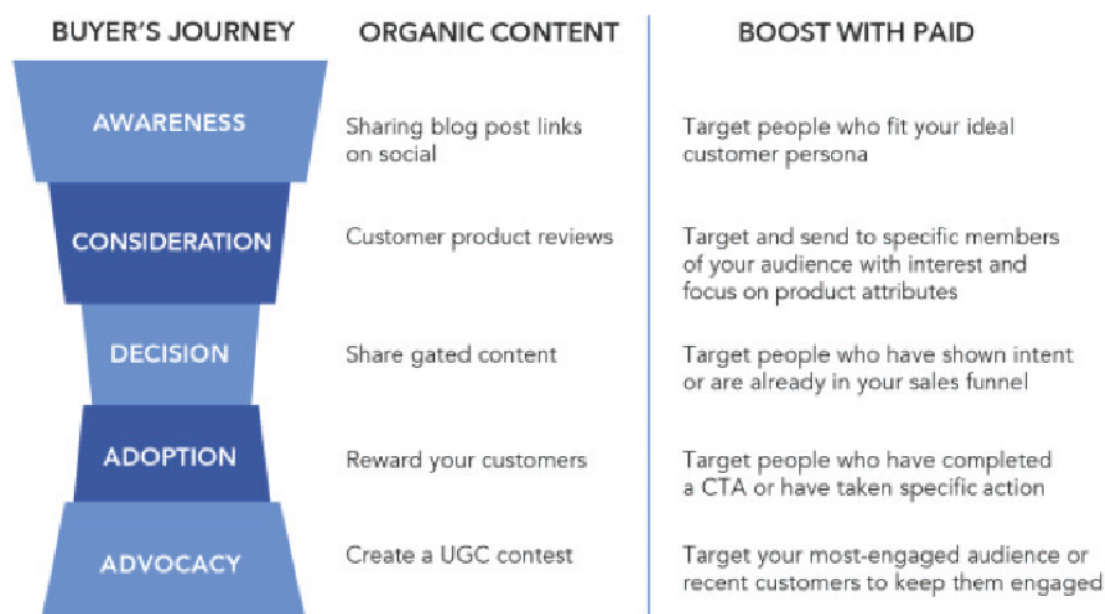 BUYER'S JOURNEY
ORGANIC CONTENT
BOOST WITH PAID
AWARENESS
Sharing blog post links
on social
Target people who fit your ideal
customer persona
CONSIDERATION
Customer product reviews
Target and send to specific members
of your audience with interest and
focus on product attributes
DECISION
Share gated content
Target people who have shown intent
or are already in your sales funnel
ADOPTION
Reward your customers
Target people who have completed
a CTA or have taken specific action
ADVOCACY
Create a UGC contest
Target your most-engaged audience or
recent customers to keep them engaged